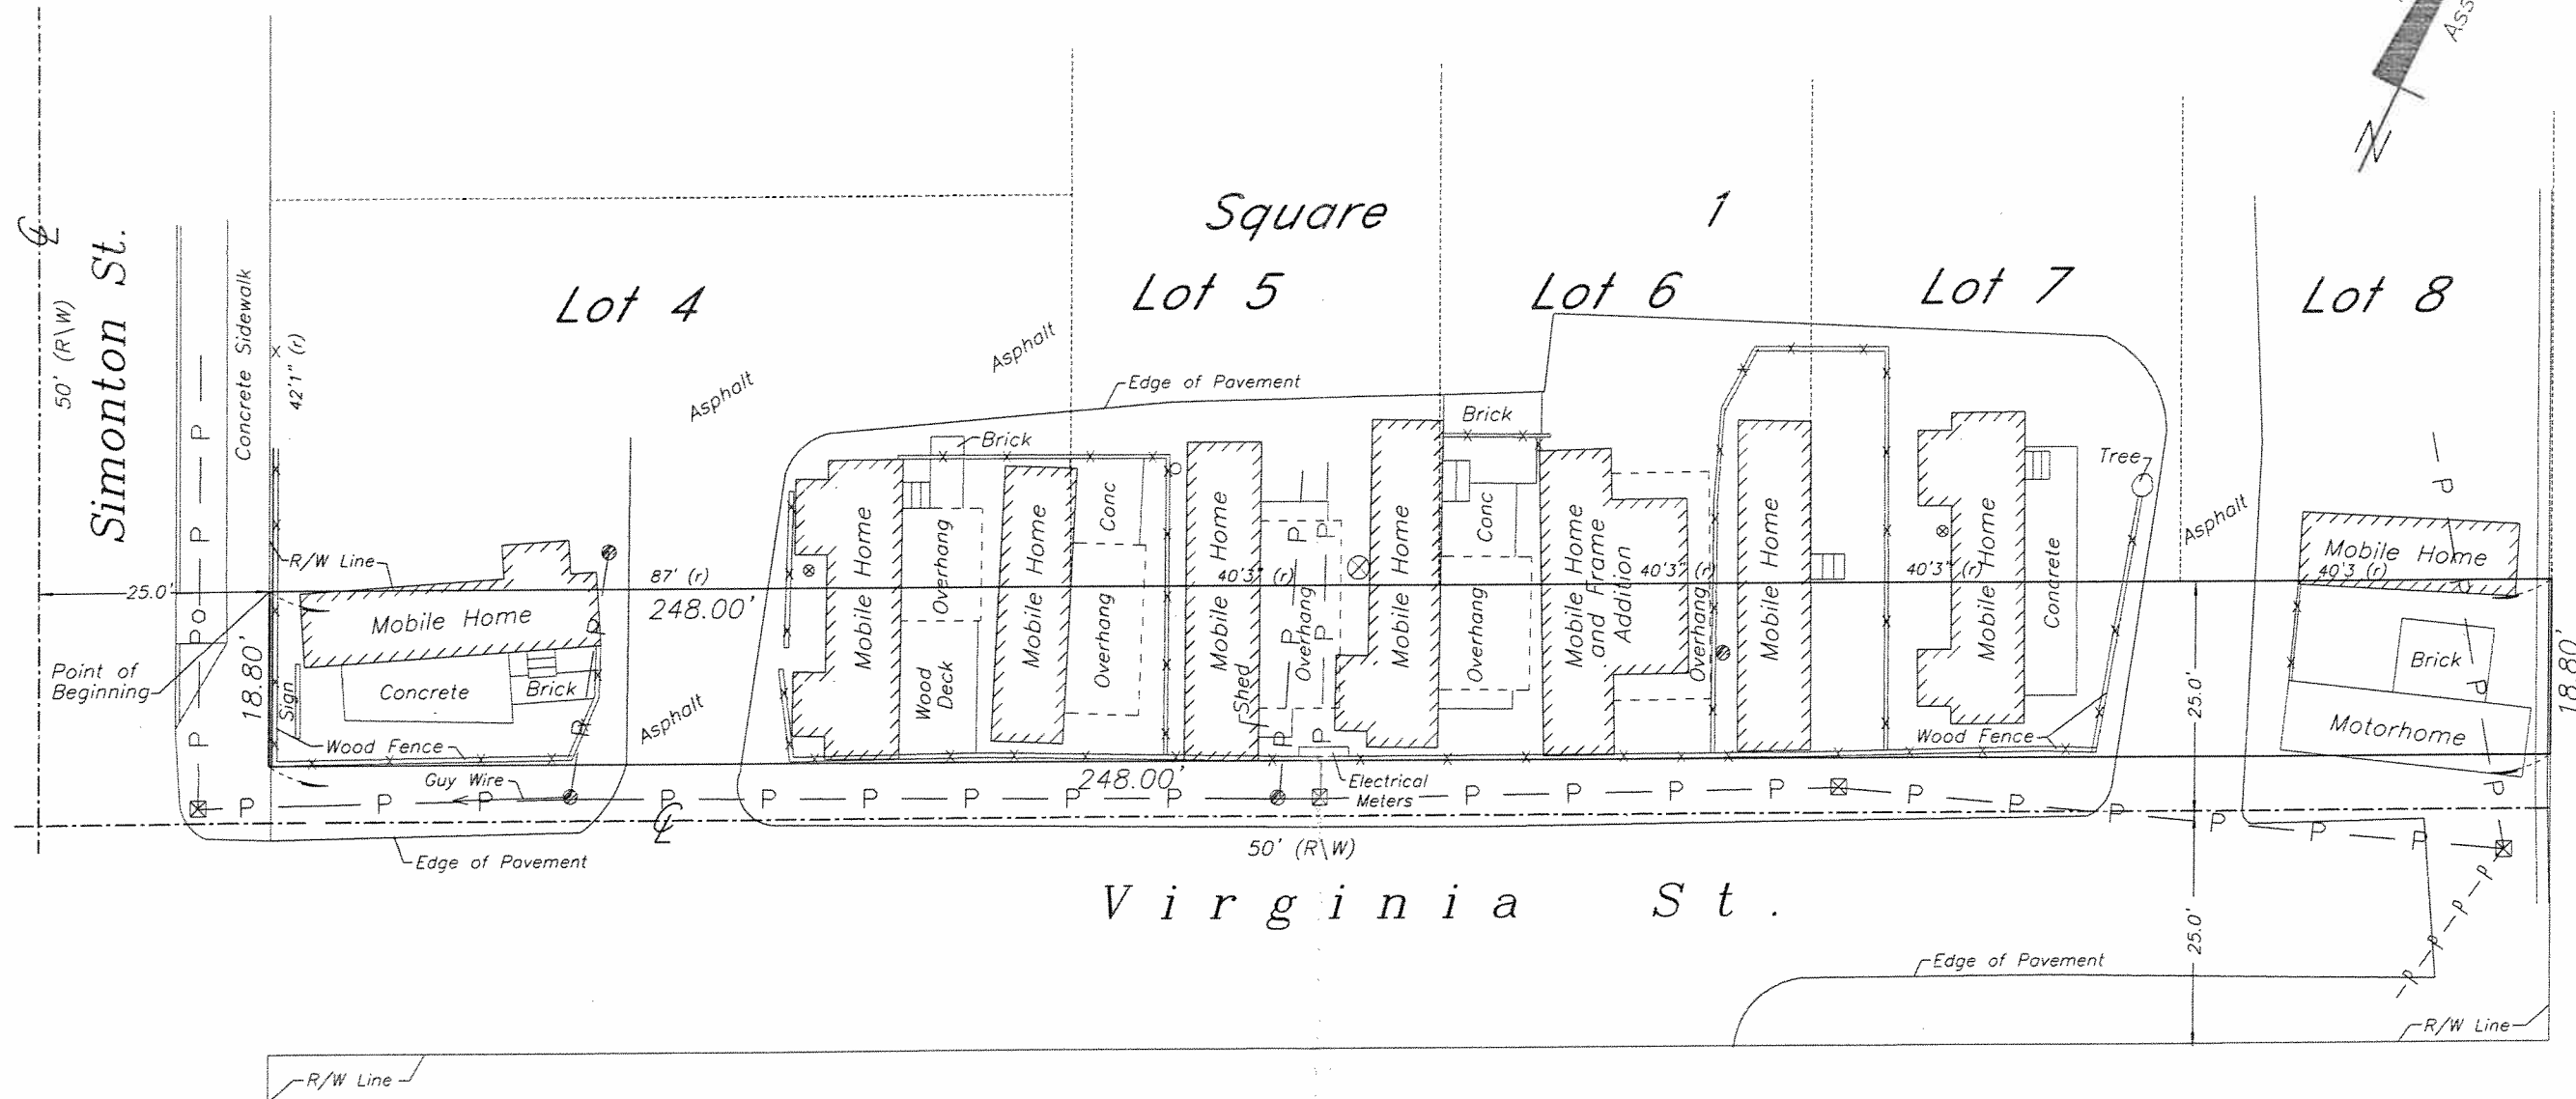 Ass
N
Square 1
Lot 4
Lot 5
Lot 6
Lot 7
Lot 8
℄
Simonton St.
50' (R\W)
Concrete Sidewalk
42'1" (r)
P
P
P
Po
P
P
Asphalt
Asphalt
Edge of Pavement
Brick
Brick
Tree
Asphalt
R/W Line
25.0'
87' (r)
248.00'
40'3" (r)
40'3" (r)
40'3" (r)
40'3 (r)
Mobile Home
Concrete
Brick
Sign
Point of
Beginning
18.80'
Wood Fence
Guy Wire
Asphalt
Mobile Home
Overhang
Wood
Deck
Mobile Home
Conc
Overhang
Mobile Home
Shed
Overhang
P
P
P
P
P
P
Mobile Home
Conc
Overhang
Mobile Home
and Frame
Addition
Overhang
Mobile Home
Mobile Home
Concrete
Wood Fence
Mobile Home
Brick
Motorhome
P
P
P
18.80'
25.0'
248.00'
Electrical
Meters
P P P P P P P P P P P P P P P P P P
℄
Edge of Pavement
50' (R\W)
Virginia St.
25.0'
Edge of Pavement
P
P
P
P
R/W Line
R/W Line